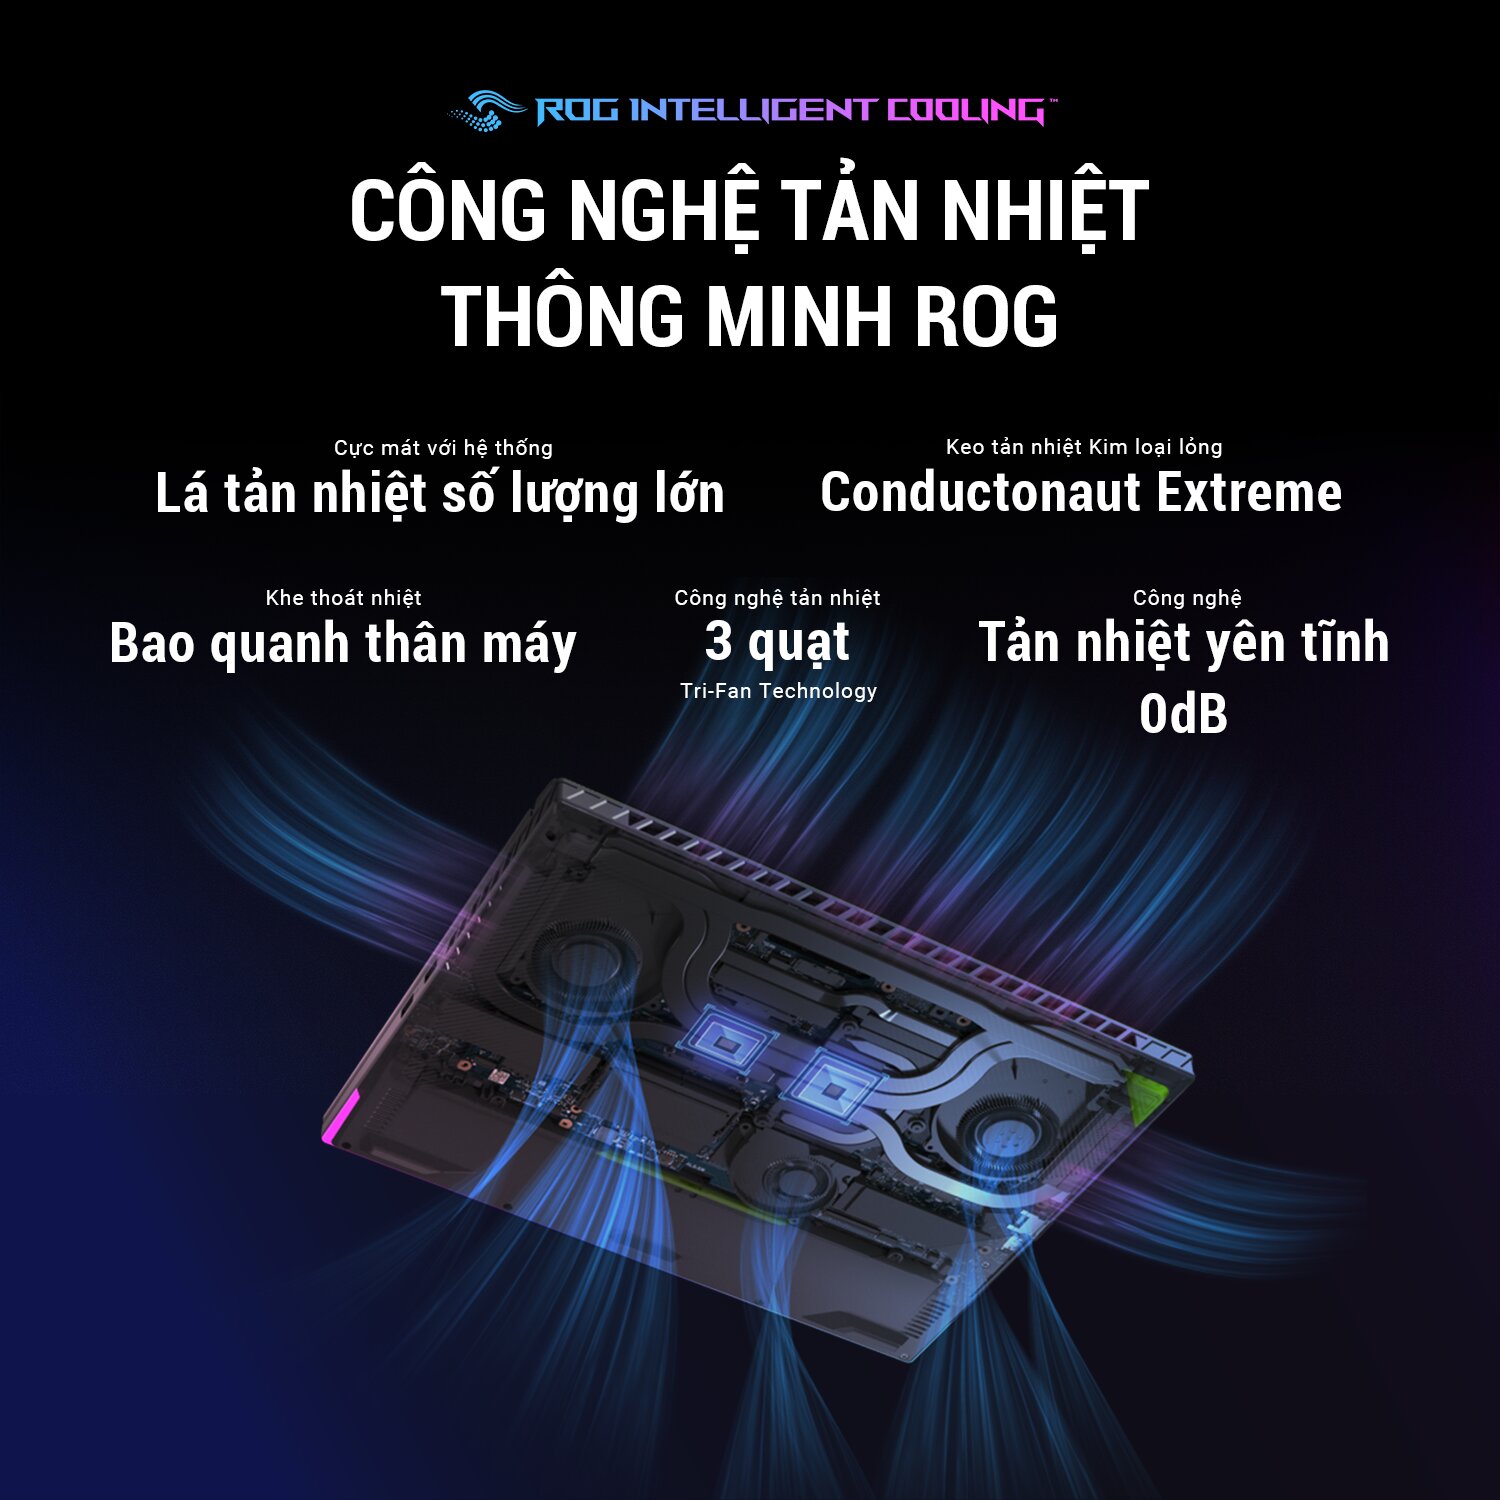 ROG INTELLIGENT COOLING™
CÔNG NGHỆ TẢN NHIỆT
THÔNG MINH ROG
Cực mát với hệ thống
Lá tản nhiệt số lượng lớn
Keo tản nhiệt Kim loại lỏng
Conductonaut Extreme
Khe thoát nhiệt
Bao quanh thân máy
Công nghệ tản nhiệt
3 quạt
Tri-Fan Technology
Công nghệ
Tản nhiệt yên tĩnh
0dB